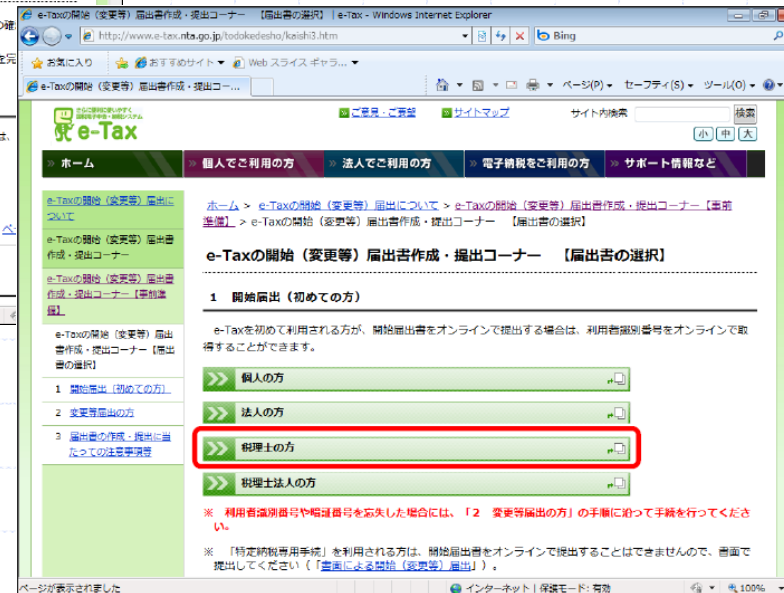 e-Taxの開始（変更等）届出書作成・提出コーナー 【届出書の選択】 | e-Tax - Windows Internet Explorer
http://www.e-tax.nta.go.jp/todokedesho/kaishi3.htm
Bing
お気に入り
おすすめサイト
Web スライス ギャラ...
e-Taxの開始（変更等）届出書作成・提出コー...
ページ(P)
セーフティ(S)
ツール(O)
e-Tax
ご意見・ご要望
サイトマップ
サイト内検索
検索
小 中 大
ホーム
個人でご利用の方
法人でご利用の方
電子納税をご利用の方
サポート情報など
e-Taxの開始（変更等）届出に
ついて
e-Taxの開始（変更等）届出書
作成・提出コーナー
e-Taxの開始（変更等）届出書
作成・提出コーナー【事前準
備】
e-Taxの開始（変更等）届出
書作成・提出コーナー【届出
書の選択】
1 開始届出（初めての方）
2 変更等届出の方
3 届出書の作成・提出に当
たっての注意事項等
ホーム > e-Taxの開始（変更等）届出について > e-Taxの開始（変更等）届出書作成・提出コーナー【事前
準備】 > e-Taxの開始（変更等）届出書作成・提出コーナー 【届出書の選択】
e-Taxの開始（変更等）届出書作成・提出コーナー 【届出書の選択】
1 開始届出（初めての方）
e-Taxを初めて利用される方が、開始届出書をオンラインで提出する場合は、利用者識別番号をオンラインで取
得することができます。
個人の方
法人の方
税理士の方
税理士法人の方
※ 利用者識別番号や暗証番号を忘失した場合には、「2 変更等届出の方」の手順に沿って手続を行ってくださ
い。
※ 「特定納税専用手続」を利用される方は、開始届出書をオンラインで提出することはできませんので、書面で
提出してください（「書面による開始（変更等）届出」）。
ページが表示されました
インターネット | 保護モード: 有効
100%